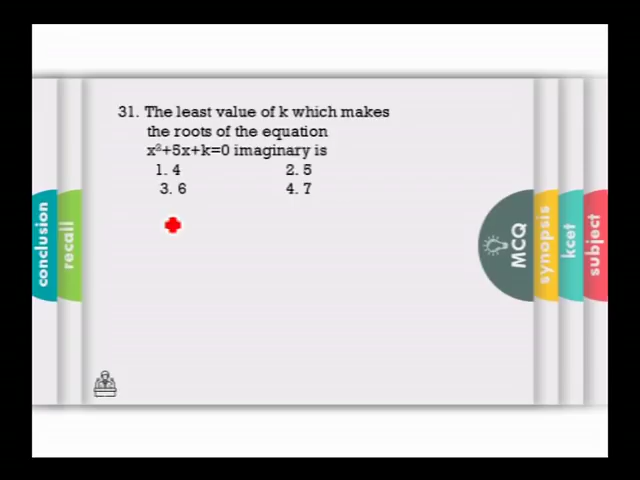 31. The least value of k which makes
the roots of the equation
x²+5x+k=0 imaginary is
1. 4 2. 5
3. 6 4. 7
conclusion
recall
MCQ
synopsis
kcet
subject